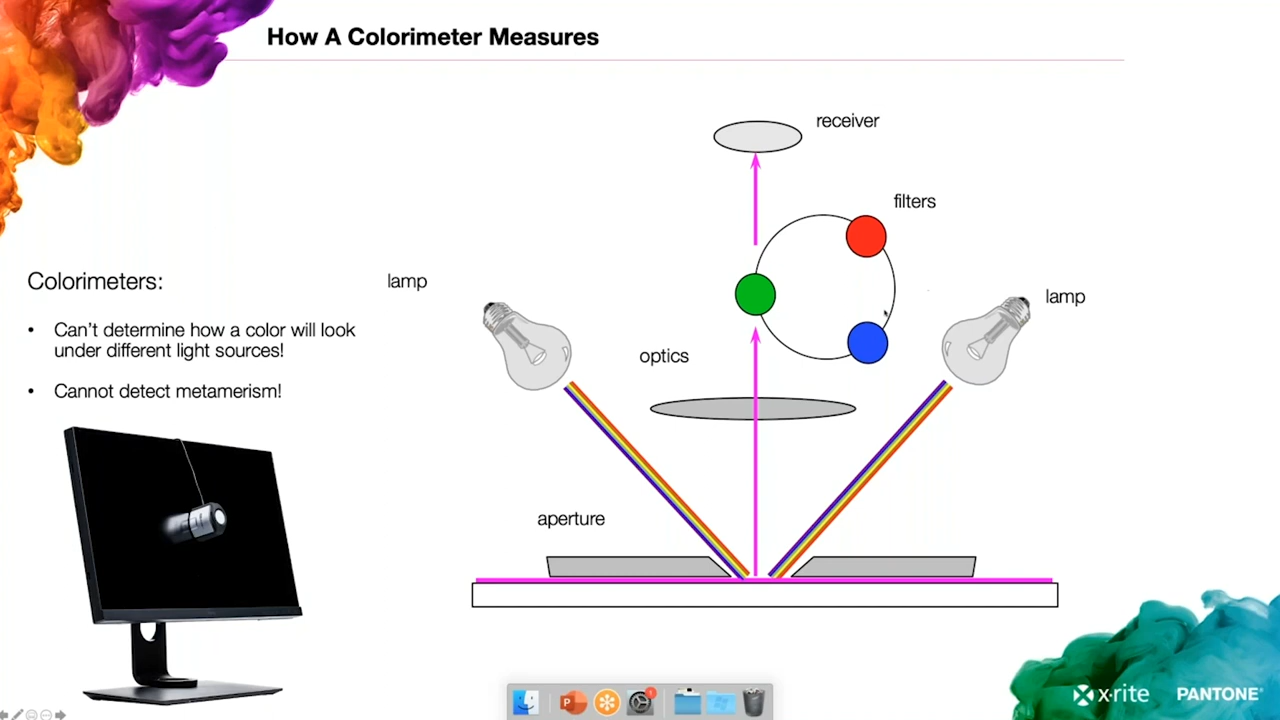 How A Colorimeter Measures
receiver
filters
Colorimeters:
lamp
lamp
• Can't determine how a color will look
under different light sources!
optics
• Cannot detect metamerism!
aperture
x·rite PANTONE®
P
1